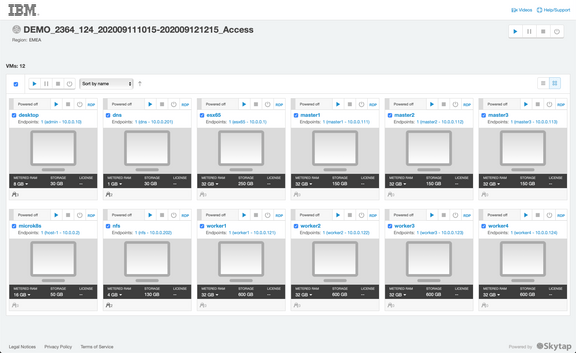 IBM
Videos Help/Support
DEMO_2364_124_202009111015-202009121215_Access
Region: EMEA
VMs: 12
Sort by name
Powered off RDP Powered off RDP Powered off RDP Powered off RDP Powered off RDP Powered off RDP
desktop dns esx65 master1 master2 master3
Endpoints: 1 (admin - 10.0.0.10) Endpoints: 1 (dns - 10.0.0.201) Endpoints: 1 (esx65 - 10.0.0.1) Endpoints: 1 (master1 - 10.0.0.111) Endpoints: 1 (master2 - 10.0.0.112) Endpoints: 1 (master3 - 10.0.0.113)
METERED RAM STORAGE LICENSE METERED RAM STORAGE LICENSE METERED RAM STORAGE LICENSE METERED RAM STORAGE LICENSE METERED RAM STORAGE LICENSE METERED RAM STORAGE LICENSE
8 GB 30 GB -- 1 GB 30 GB -- 32 GB 250 GB -- 32 GB 150 GB -- 32 GB 150 GB -- 32 GB 150 GB --
Powered off RDP Powered off RDP Powered off RDP Powered off RDP Powered off RDP Powered off RDP
microk8s nfs worker1 worker2 worker3 worker4
Endpoints: 1 (host-1 - 10.0.0.2) Endpoints: 1 (nfs - 10.0.0.202) Endpoints: 1 (worker1 - 10.0.0.121) Endpoints: 1 (worker2 - 10.0.0.122) Endpoints: 1 (worker3 - 10.0.0.123) Endpoints: 1 (worker4 - 10.0.0.124)
METERED RAM STORAGE LICENSE METERED RAM STORAGE LICENSE METERED RAM STORAGE LICENSE METERED RAM STORAGE LICENSE METERED RAM STORAGE LICENSE METERED RAM STORAGE LICENSE
16 GB 50 GB -- 4 GB 130 GB -- 32 GB 600 GB -- 32 GB 600 GB -- 32 GB 600 GB -- 32 GB 600 GB --
Legal Notices Privacy Policy Terms of Service Powered by Skytap